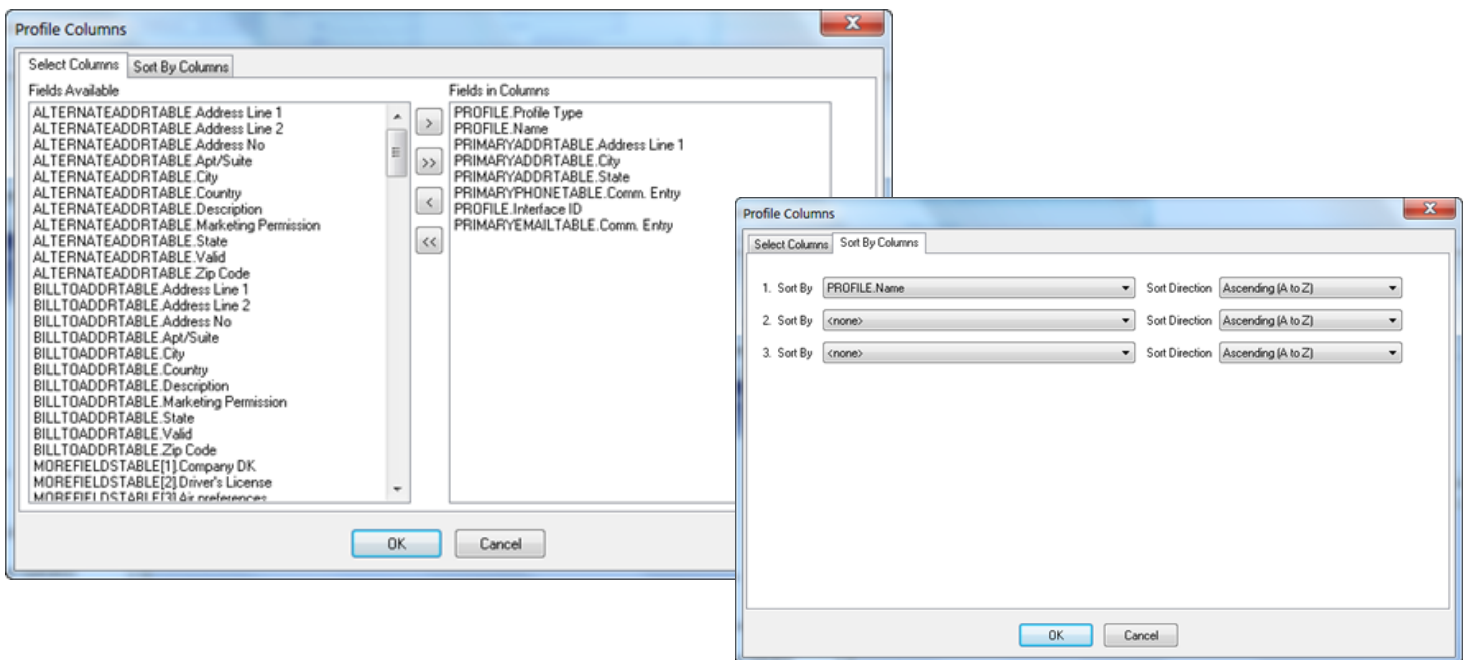 Profile Columns
Select Columns
Sort By Columns
Fields Available
Fields in Columns
ALTERNATEADDRTABLE.Address Line 1
ALTERNATEADDRTABLE.Address Line 2
ALTERNATEADDRTABLE.Address No
ALTERNATEADDRTABLE.Apt/Suite
ALTERNATEADDRTABLE.City
ALTERNATEADDRTABLE.Country
ALTERNATEADDRTABLE.Description
ALTERNATEADDRTABLE.Marketing Permission
ALTERNATEADDRTABLE.State
ALTERNATEADDRTABLE.Valid
ALTERNATEADDRTABLE.Zip Code
BILLTOADDRTABLE.Address Line 1
BILLTOADDRTABLE.Address Line 2
BILLTOADDRTABLE.Address No
BILLTOADDRTABLE.Apt/Suite
BILLTOADDRTABLE.City
BILLTOADDRTABLE.Country
BILLTOADDRTABLE.Description
BILLTOADDRTABLE.Marketing Permission
BILLTOADDRTABLE.State
BILLTOADDRTABLE.Valid
BILLTOADDRTABLE.Zip Code
MOREFIELDSTABLE[1].Company DK
MOREFIELDSTABLE[2].Driver's License
MOREFIELDSTABLE[3].Air preferences
>
>>
<
<<
PROFILE.Profile Type
PROFILE.Name
PRIMARYADDRTABLE.Address Line 1
PRIMARYADDRTABLE.City
PRIMARYADDRTABLE.State
PRIMARYPHONETABLE.Comm. Entry
PROFILE.Interface ID
PRIMARYEMAILTABLE.Comm. Entry
OK
Cancel
Profile Columns
Select Columns
Sort By Columns
1. Sort By PROFILE.Name Sort Direction Ascending (A to Z)
2. Sort By <none> Sort Direction Ascending (A to Z)
3. Sort By <none> Sort Direction Ascending (A to Z)
OK
Cancel